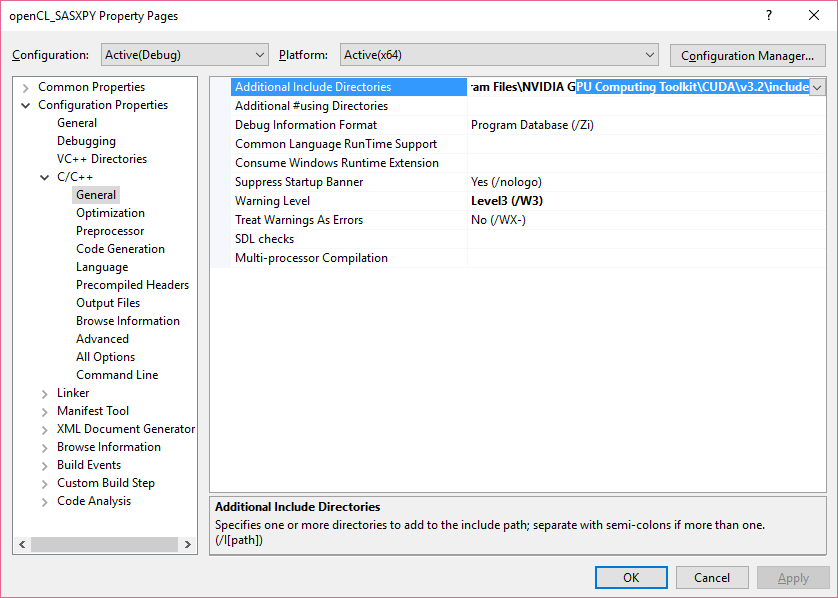 openCL_SASXPY Property Pages ?
Configuration: Active(Debug) Platform: Active(x64) Configuration Manager...
Common Properties
Configuration Properties
General
Debugging
VC++ Directories
C/C++
General
Optimization
Preprocessor
Code Generation
Language
Precompiled Headers
Output Files
Browse Information
Advanced
All Options
Command Line
Linker
Manifest Tool
XML Document Generator
Browse Information
Build Events
Custom Build Step
Code Analysis
Additional Include Directories ram Files\NVIDIA GPU Computing Toolkit\CUDA\v3.2\include
Additional #using Directories
Debug Information Format Program Database (/Zi)
Common Language RunTime Support
Consume Windows Runtime Extension
Suppress Startup Banner Yes (/nologo)
Warning Level Level3 (/W3)
Treat Warnings As Errors No (/WX-)
SDL checks
Multi-processor Compilation
Additional Include Directories
Specifies one or more directories to add to the include path; separate with semi-colons if more than one.
(/I[path])
OK Cancel Apply